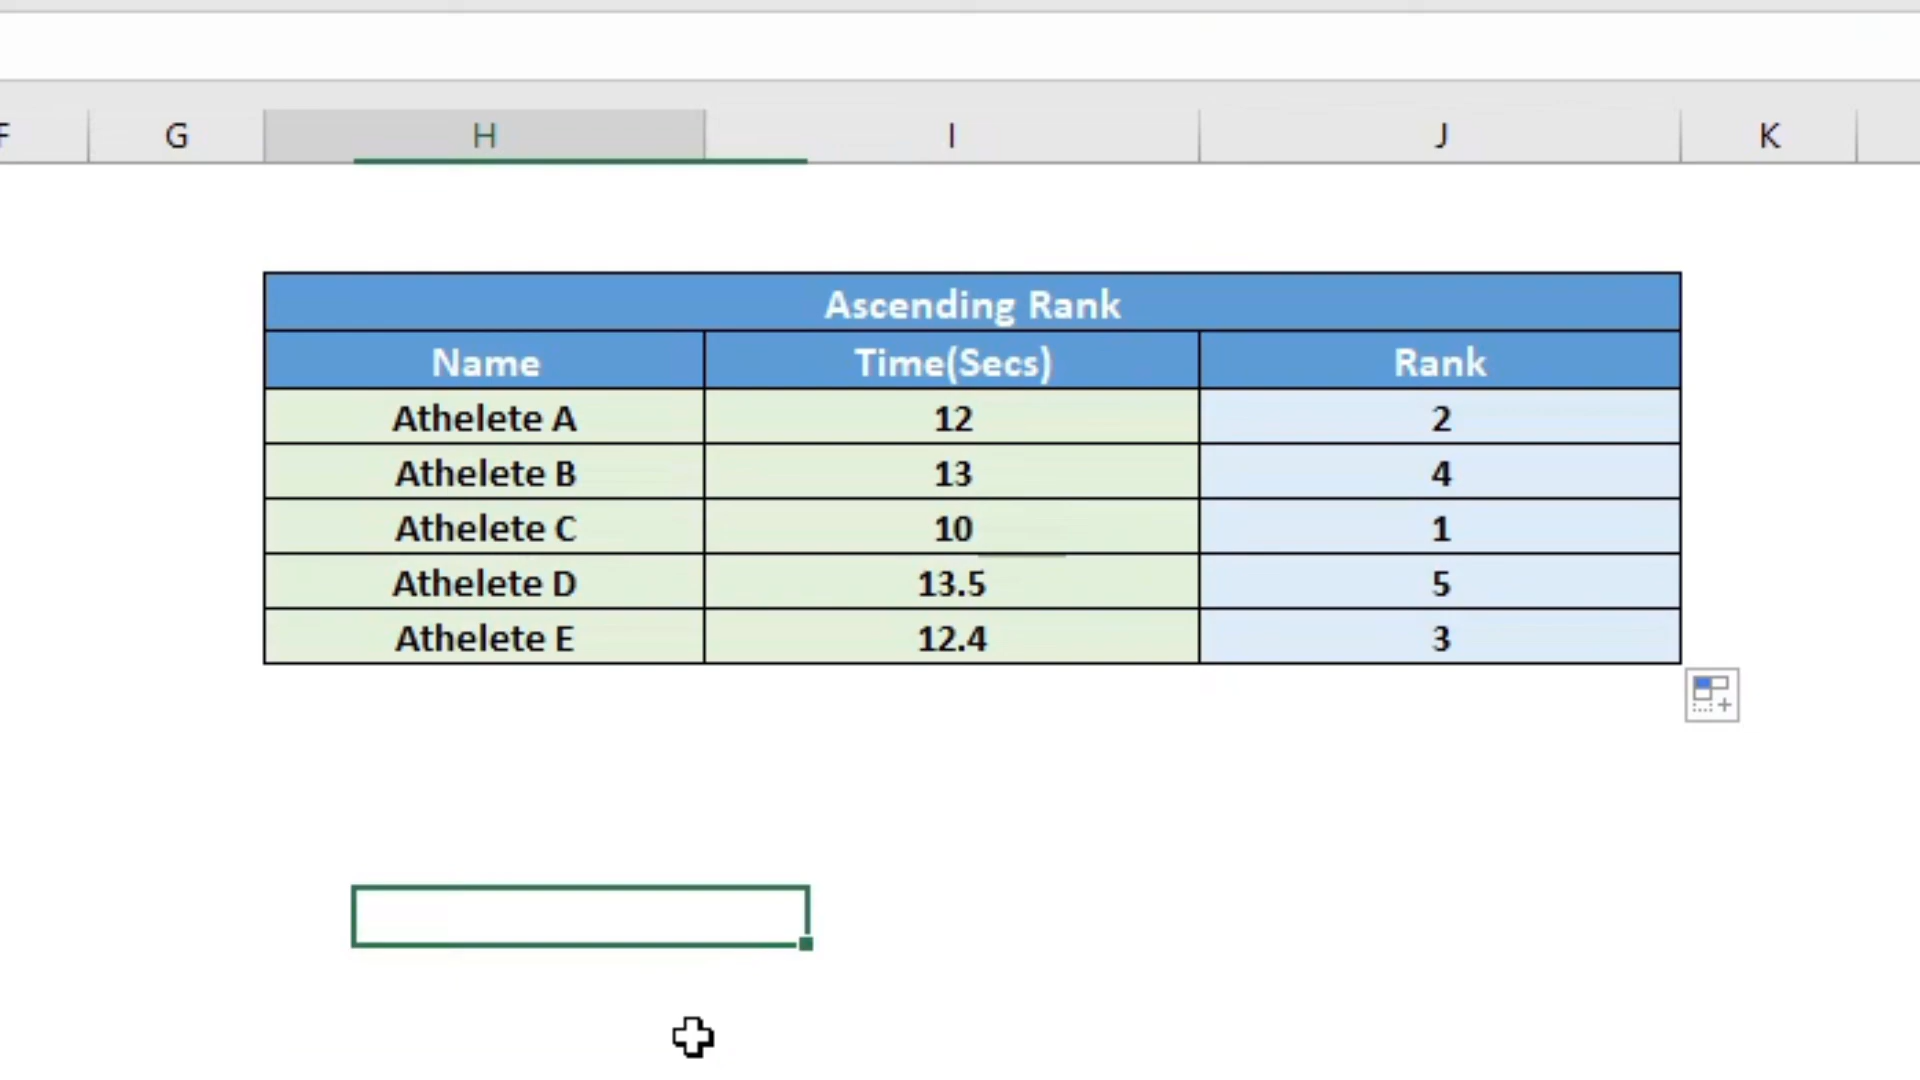 F G H I J K
Ascending Rank
Name Time(Secs) Rank
Athelete A 12 2
Athelete B 13 4
Athelete C 10 1
Athelete D 13.5 5
Athelete E 12.4 3